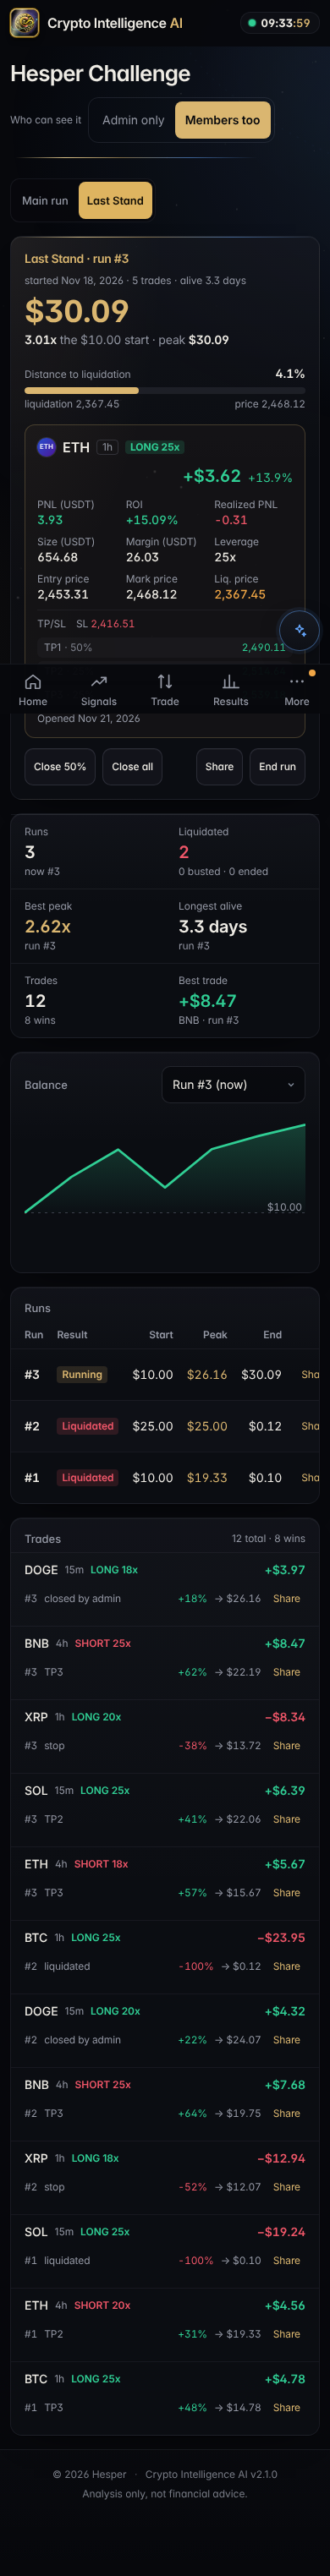 Crypto Intelligence AI
09:33:59
Hesper Challenge
Who can see it Admin only Members too
Main run Last Stand
Last Stand · run #3
started Nov 18, 2026 · 5 trades · alive 3.3 days
$30.09
3.01x the $10.00 start · peak $30.09
Distance to liquidation 4.1%
liquidation 2,367.45 price 2,468.12
ETH ETH 1h LONG 25x
+$3.62 +13.9%
PNL (USDT) ROI Realized PNL
3.93 +15.09% -0.31
Size (USDT) Margin (USDT) Leverage
654.68 26.03 25x
Entry price Mark price Liq. price
2,453.31 2,468.12 2,367.45
TP/SL SL 2,416.51
TP1 · 50% 2,490.11
Home Signals Trade Results More
Opened Nov 21, 2026
Close 50% Close all Share End run
Runs Liquidated
3 2
now #3 0 busted · 0 ended
Best peak Longest alive
2.62x 3.3 days
run #3 run #3
Trades Best trade
12 +$8.47
8 wins BNB · run #3
Balance Run #3 (now)
$10.00
Runs
Run Result Start Peak End
#3 Running $10.00 $26.16 $30.09 Sha
#2 Liquidated $25.00 $25.00 $0.12 Sha
#1 Liquidated $10.00 $19.33 $0.10 Sha
Trades 12 total · 8 wins
DOGE 15m LONG 18x +$3.97
#3 closed by admin +18% → $26.16 Share
BNB 4h SHORT 25x +$8.47
#3 TP3 +62% → $22.19 Share
XRP 1h LONG 20x −$8.34
#3 stop -38% → $13.72 Share
SOL 15m LONG 25x +$6.39
#3 TP2 +41% → $22.06 Share
ETH 4h SHORT 18x +$5.67
#3 TP3 +57% → $15.67 Share
BTC 1h LONG 25x −$23.95
#2 liquidated -100% → $0.12 Share
DOGE 15m LONG 20x +$4.32
#2 closed by admin +22% → $24.07 Share
BNB 4h SHORT 25x +$7.68
#2 TP3 +64% → $19.75 Share
XRP 1h LONG 18x −$12.94
#2 stop -52% → $12.07 Share
SOL 15m LONG 25x −$19.24
#1 liquidated -100% → $0.10 Share
ETH 4h SHORT 20x +$4.56
#1 TP2 +31% → $19.33 Share
BTC 1h LONG 25x +$4.78
#1 TP3 +48% → $14.78 Share
© 2026 Hesper · Crypto Intelligence AI v2.1.0
Analysis only, not financial advice.